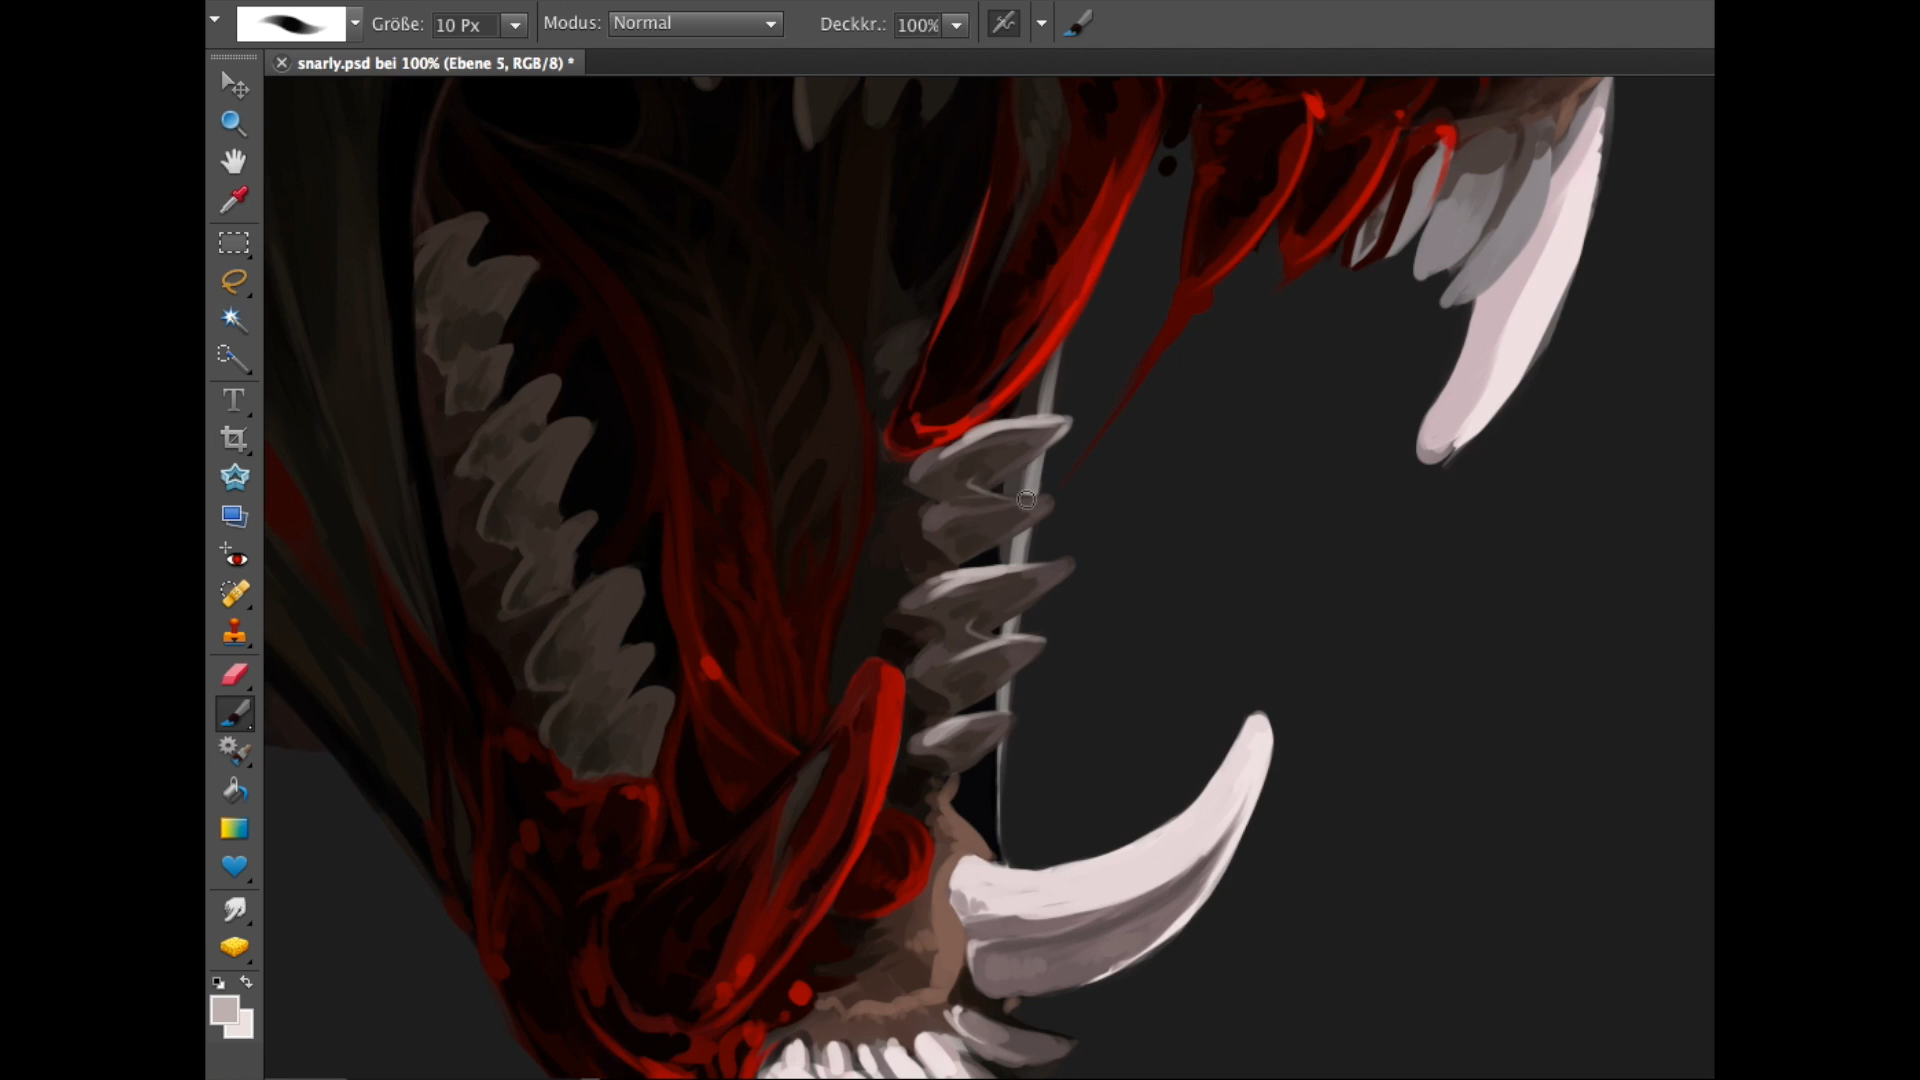 Größe: 10 Px Modus: Normal Deckkr.: 100%
snarly.psd bei 100% (Ebene 5, RGB/8) *
T